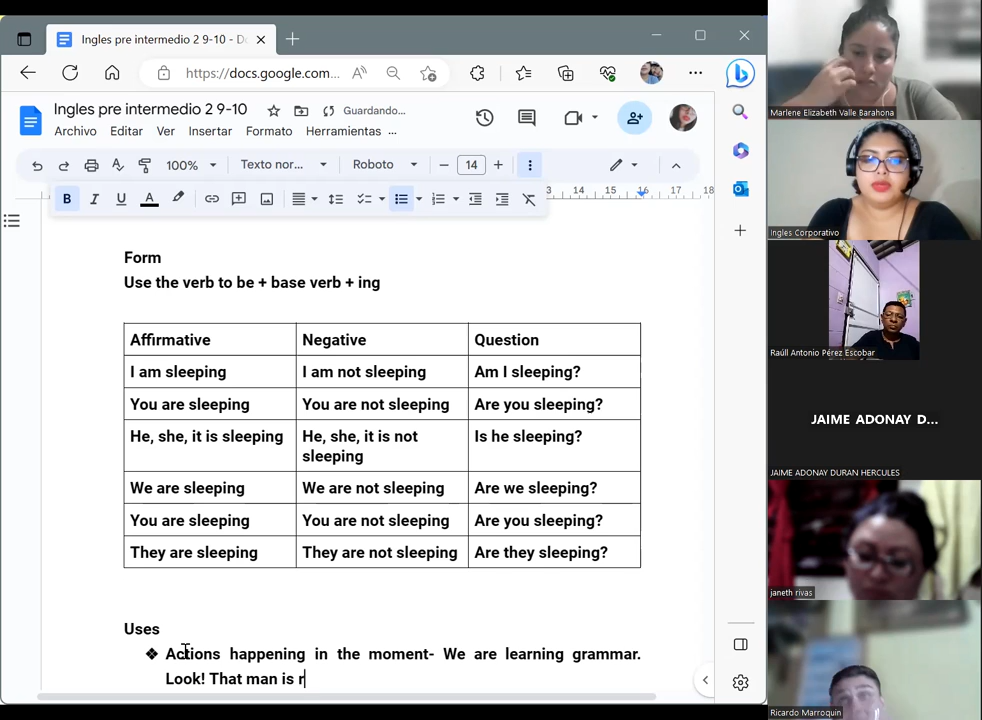 Ingles pre intermedio 2 9-10 - Do
https://docs.google.com...
Ingles pre intermedio 2 9-10
Guardando...
Archivo Editar Ver Insertar Formato Herramientas ...
100% Texto nor... Roboto 14
B I U A
13 14 15 16 17 18
Form
Use the verb to be + base verb + ing
Affirmative Negative Question
I am sleeping I am not sleeping Am I sleeping?
You are sleeping You are not sleeping Are you sleeping?
He, she, it is sleeping He, she, it is not sleeping Is he sleeping?
We are sleeping We are not sleeping Are we sleeping?
You are sleeping You are not sleeping Are you sleeping?
They are sleeping They are not sleeping Are they sleeping?
Uses
❖ Actions happening in the moment- We are learning grammar.
Look! That man is r
Marlene Elizabeth Valle Barahona
Ingles Corporativo
Raúll Antonio Pérez Escobar
JAIME ADONAY D...
JAIME ADONAY DURAN HERCULES
janeth rivas
Ricardo Marroquin